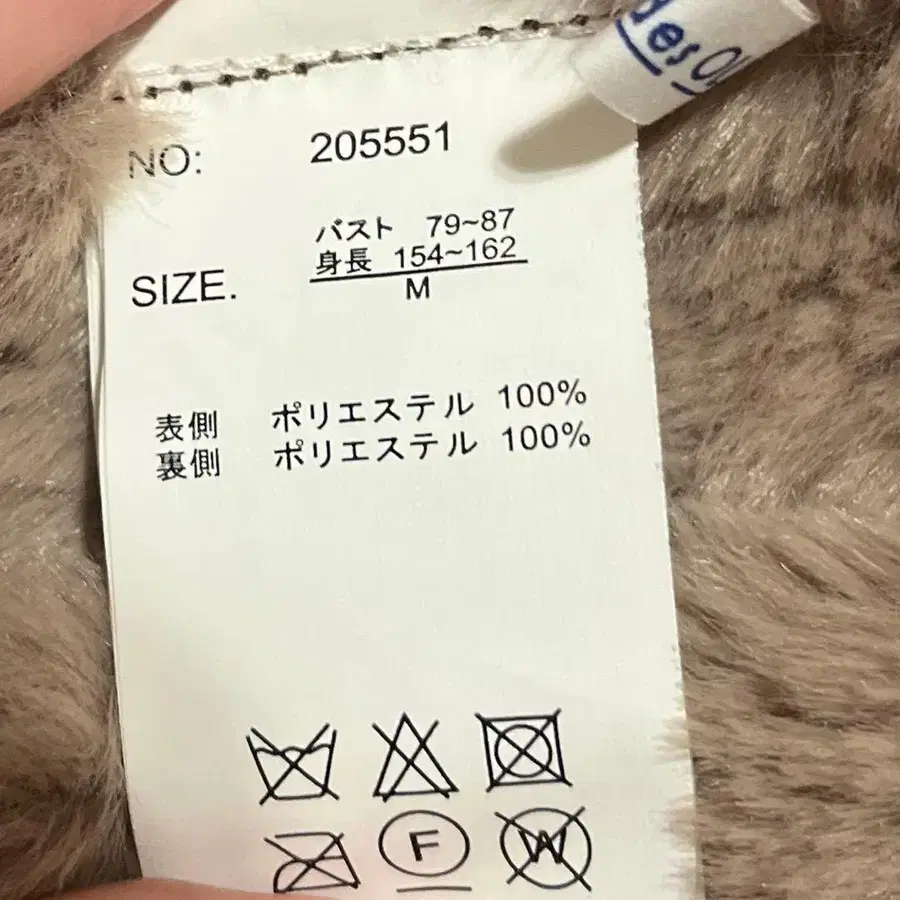 NO: 205551
バスト 79~87
身長 154~162
SIZE. M
表側 ポリエステル 100%
裏側 ポリエステル 100%
F
W